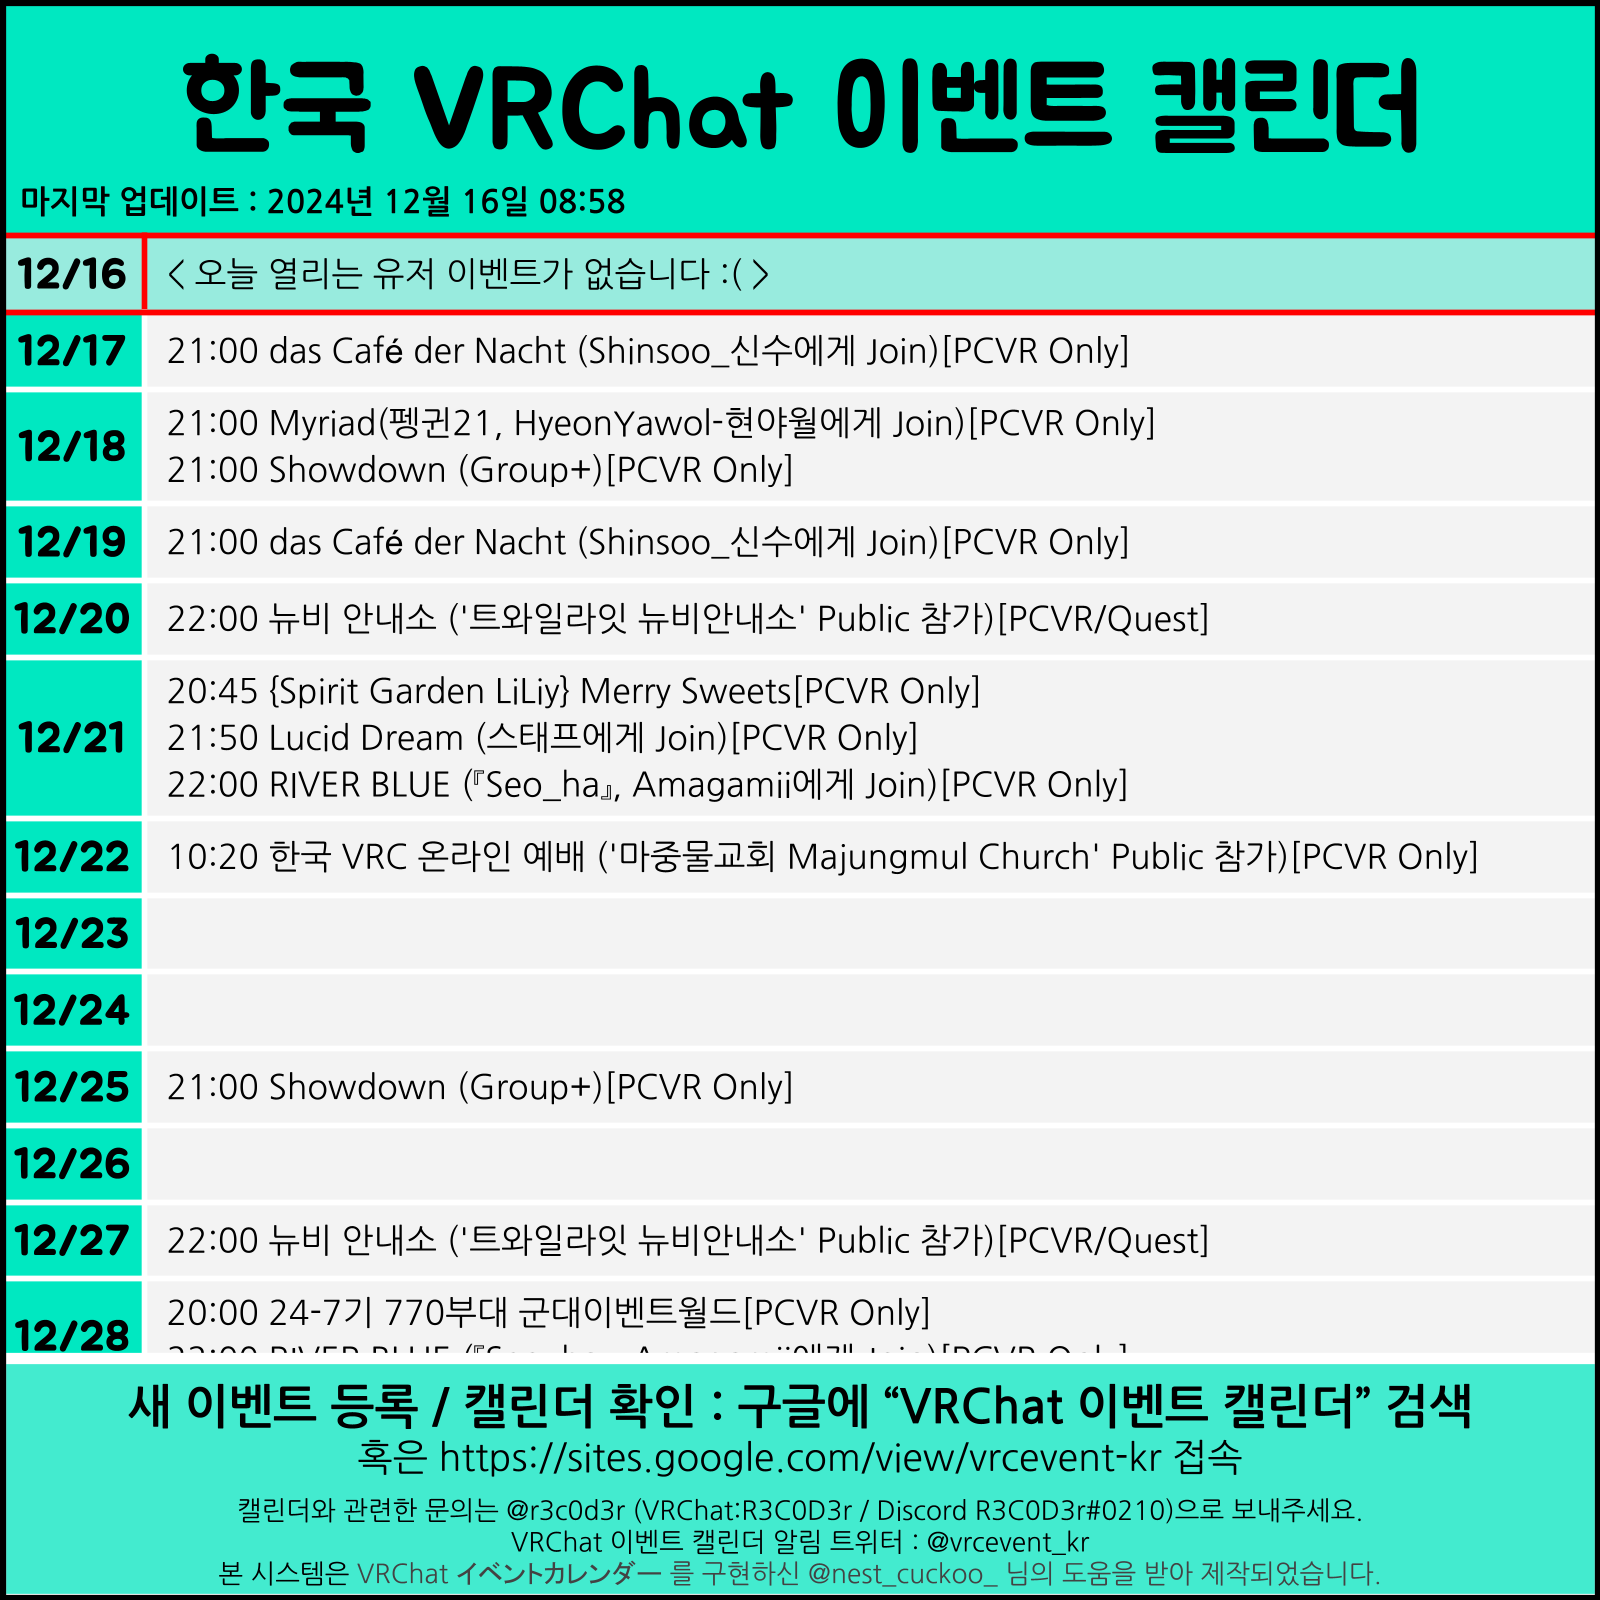 한국 VRChat 이벤트 캘린더
마지막 업데이트 : 2024년 12월 16일 08:58
12/16 < 오늘 열리는 유저 이벤트가 없습니다 :( >
12/17 21:00 das Café der Nacht (Shinsoo_신수에게 Join)[PCVR Only]
12/18 21:00 Myriad(펭귄21, HyeonYawol-현야월에게 Join)[PCVR Only]
21:00 Showdown (Group+)[PCVR Only]
12/19 21:00 das Café der Nacht (Shinsoo_신수에게 Join)[PCVR Only]
12/20 22:00 뉴비 안내소 ('트와일라잇 뉴비안내소' Public 참가)[PCVR/Quest]
12/21 20:45 {Spirit Garden LiLiy} Merry Sweets[PCVR Only]
21:50 Lucid Dream (스태프에게 Join)[PCVR Only]
22:00 RIVER BLUE (『Seo_ha』, Amagamii에게 Join)[PCVR Only]
12/22 10:20 한국 VRC 온라인 예배 ('마중물교회 Majungmul Church' Public 참가)[PCVR Only]
12/23
12/24
12/25 21:00 Showdown (Group+)[PCVR Only]
12/26
12/27 22:00 뉴비 안내소 ('트와일라잇 뉴비안내소' Public 참가)[PCVR/Quest]
12/28 20:00 24-7기 770부대 군대이벤트월드[PCVR Only]
RIVER BLUE
새 이벤트 등록 / 캘린더 확인 : 구글에 “VRChat 이벤트 캘린더” 검색
혹은 https://sites.google.com/view/vrcevent-kr 접속
캘린더와 관련한 문의는 @r3c0d3r (VRChat:R3C0D3r / Discord R3C0D3r#0210)으로 보내주세요.
VRChat 이벤트 캘린더 알림 트위터 : @vrcevent_kr
본 시스템은 VRChat イベントカレンダー 를 구현하신 @nest_cuckoo_ 님의 도움을 받아 제작되었습니다.